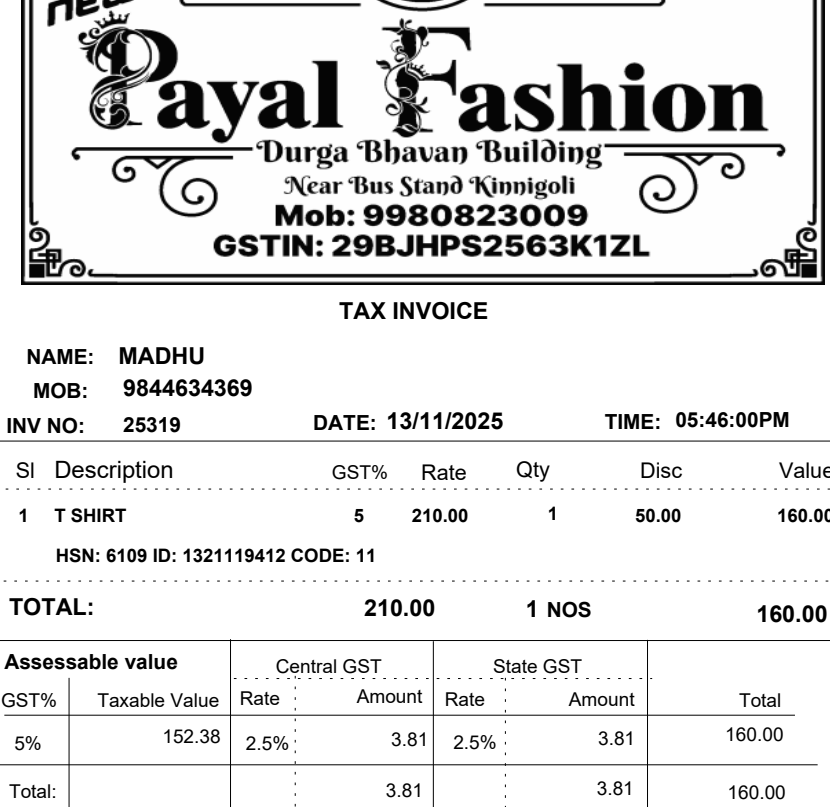 new
Payal Fashion
Durga Bhavan Building
Near Bus Stand Kinnigoli
Mob: 9980823009
GSTIN: 29BJHPS2563K1ZL
TAX INVOICE
NAME: MADHU
MOB: 9844634369
INV NO: 25319 DATE: 13/11/2025 TIME: 05:46:00PM
Sl Description GST% Rate Qty Disc Value
1 T SHIRT 5 210.00 1 50.00 160.00
HSN: 6109 ID: 1321119412 CODE: 11
TOTAL: 210.00 1 NOS 160.00
Assessable value Central GST State GST
GST% Taxable Value Rate Amount Rate Amount Total
5% 152.38 2.5% 3.81 2.5% 3.81 160.00
Total: 3.81 3.81 160.00